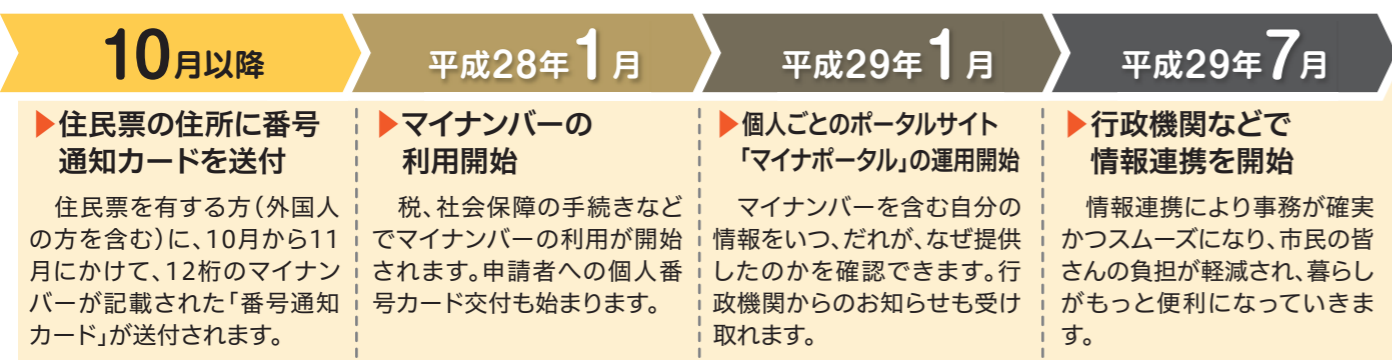 10月以降
▶住民票の住所に番号
通知カードを送付
住民票を有する方（外国人
の方を含む）に、10月から11
月にかけて、12桁のマイナン
バーが記載された「番号通知
カード」が送付されます。
平成28年1月
▶マイナンバーの
利用開始
税、社会保障の手続きなど
でマイナンバーの利用が開始
されます。申請者への個人番
号カード交付も始まります。
平成29年1月
▶個人ごとのポータルサイト
「マイナポータル」の運用開始
マイナンバーを含む自分の
情報をいつ、だれが、なぜ提供
したのかを確認できます。行
政機関からのお知らせも受け
取れます。
平成29年7月
▶行政機関などで
情報連携を開始
情報連携により事務が確実
かつスムーズになり、市民の皆
さんの負担が軽減され、暮らし
がもっと便利になっていきま
す。